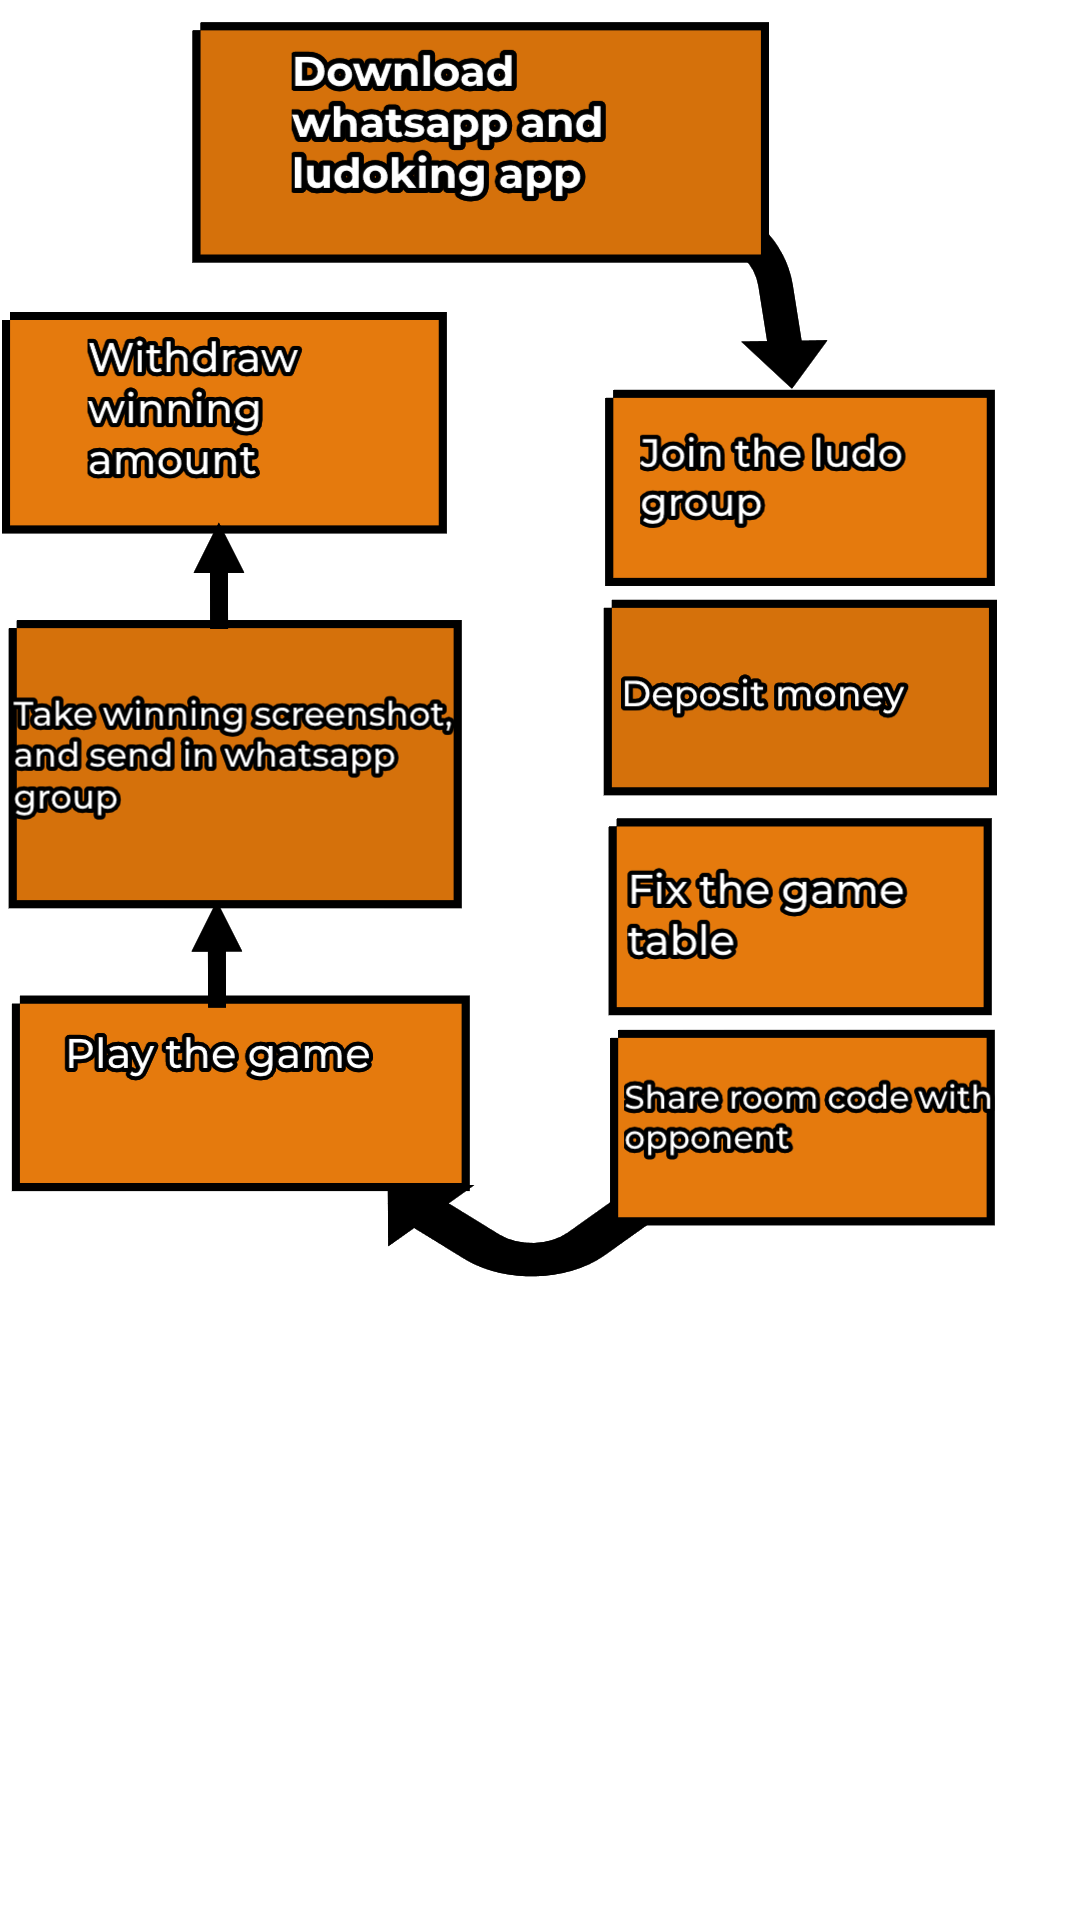 Download
whatsapp and
ludoking app
Join the ludo
group
Deposit money
Fix the game
table
Share room code with
opponent
Play the game
Take winning screenshot,
and send in whatsapp
group
Withdraw
winning
amount